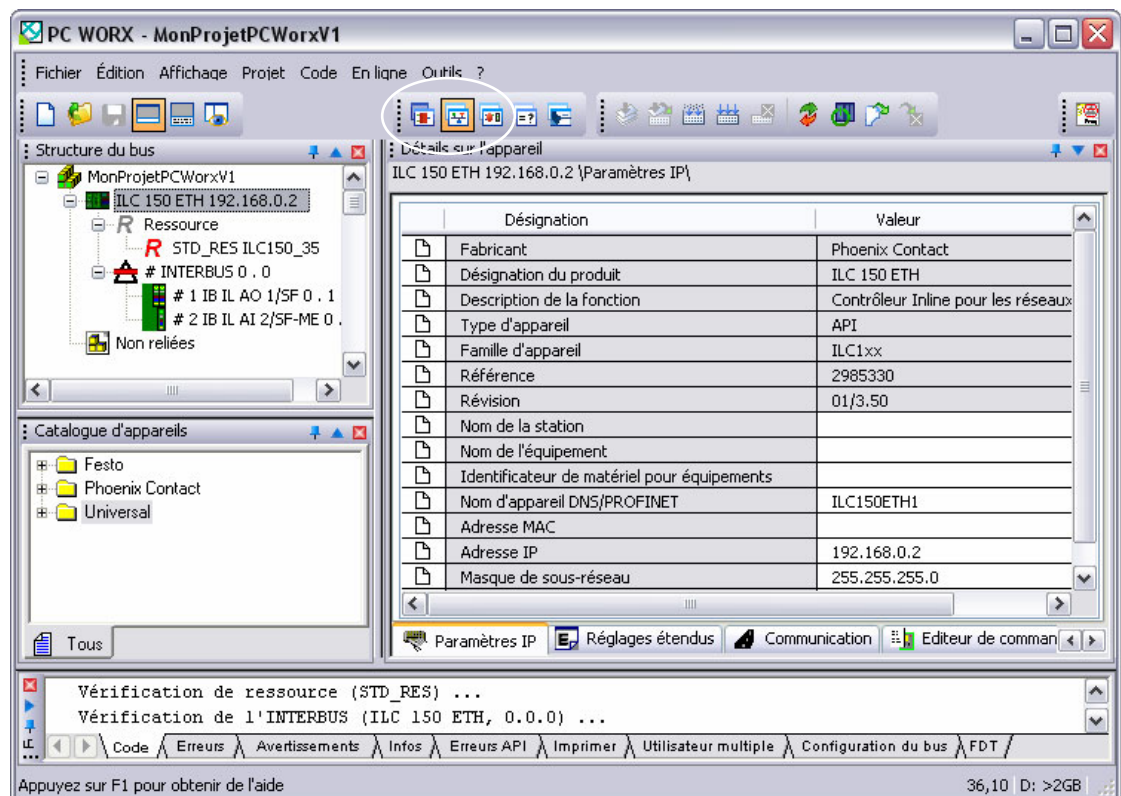 PC WORX - MonProjetPCWorxV1
Fichier Édition Affichage Projet Code En ligne Outils ?
Structure du bus
MonProjetPCWorxV1
ILC 150 ETH 192.168.0.2
R Ressource
R STD_RES ILC150_35
# INTERBUS 0 . 0
# 1 IB IL AO 1/SF 0 . 1
# 2 IB IL AI 2/SF-ME 0 .
Non reliées
Catalogue d'appareils
Festo
Phoenix Contact
Universal
Tous
Détails sur l'appareil
ILC 150 ETH 192.168.0.2 \Paramètres IP\
Désignation Valeur
Fabricant Phoenix Contact
Désignation du produit ILC 150 ETH
Description de la fonction Contrôleur Inline pour les réseaux
Type d'appareil API
Famille d'appareil ILC1xx
Référence 2985330
Révision 01/3.50
Nom de la station
Nom de l'équipement
Identificateur de matériel pour équipements
Nom d'appareil DNS/PROFINET ILC150ETH1
Adresse MAC
Adresse IP 192.168.0.2
Masque de sous-réseau 255.255.255.0
Paramètres IP Réglages étendus Communication Editeur de comman
Vérification de ressource (STD_RES) ...
Vérification de l'INTERBUS (ILC 150 ETH, 0.0.0) ...
Code Erreurs Avertissements Infos Erreurs API Imprimer Utilisateur multiple Configuration du bus FDT
Appuyez sur F1 pour obtenir de l'aide 36,10 D: >2GB